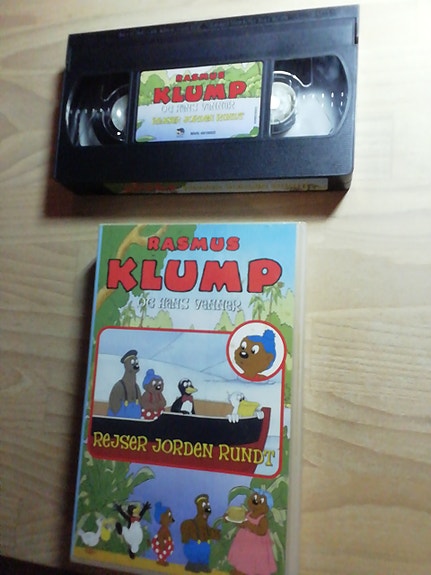 RASMUS
KLUMP
OG HANS VENNER
REJSER JORDEN RUNDT
RASMUS
KLUMP
OG HANS VENNER
REJSER JORDEN RUNDT